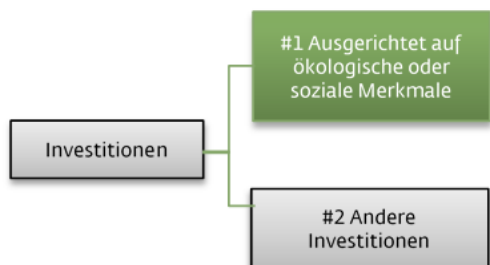 #1 Ausgerichtet auf
ökologische oder
soziale Merkmale
Investitionen
#2 Andere
Investitionen